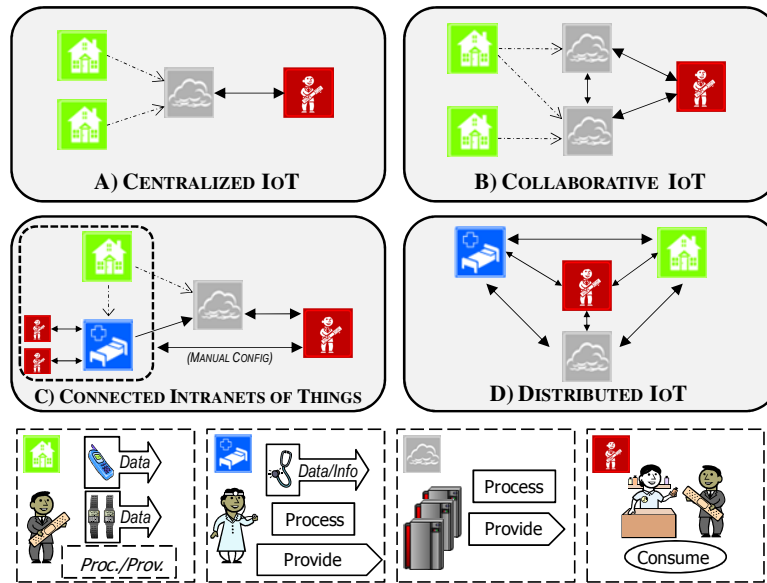 A) CENTRALIZED IOT
B) COLLABORATIVE IOT
(MANUAL CONFIG)
C) CONNECTED INTRANETS OF THINGS
D) DISTRIBUTED IOT
Data
Data
Proc./Prov.
Data/Info
Process
Provide
Process
Provide
Consume